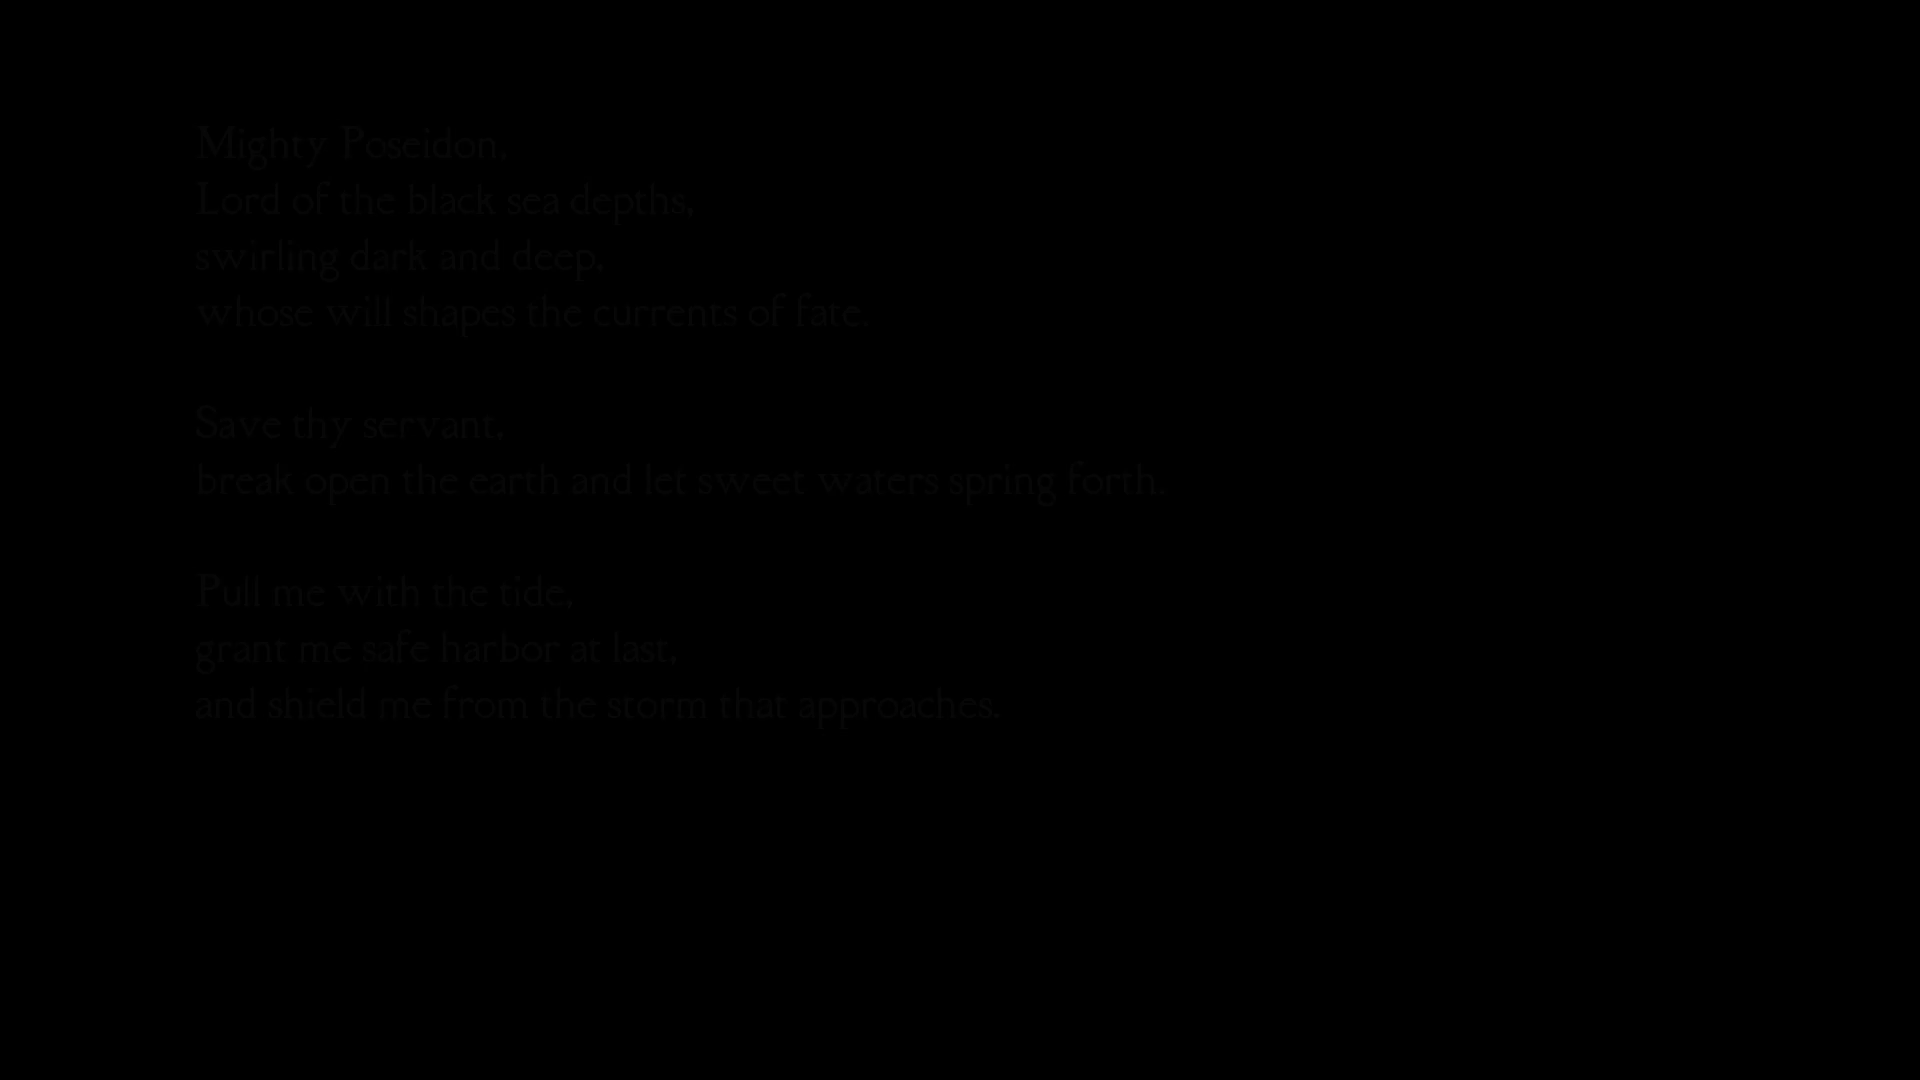 Mighty Poseidon,
Lord of the black sea depths,
swirling dark and deep,
whose will shapes the currents of fate.
Save thy servant,
break open the earth and let sweet waters spring forth.
Pull me with the tide,
grant me safe harbor at last,
and shield me from the storm that approaches.